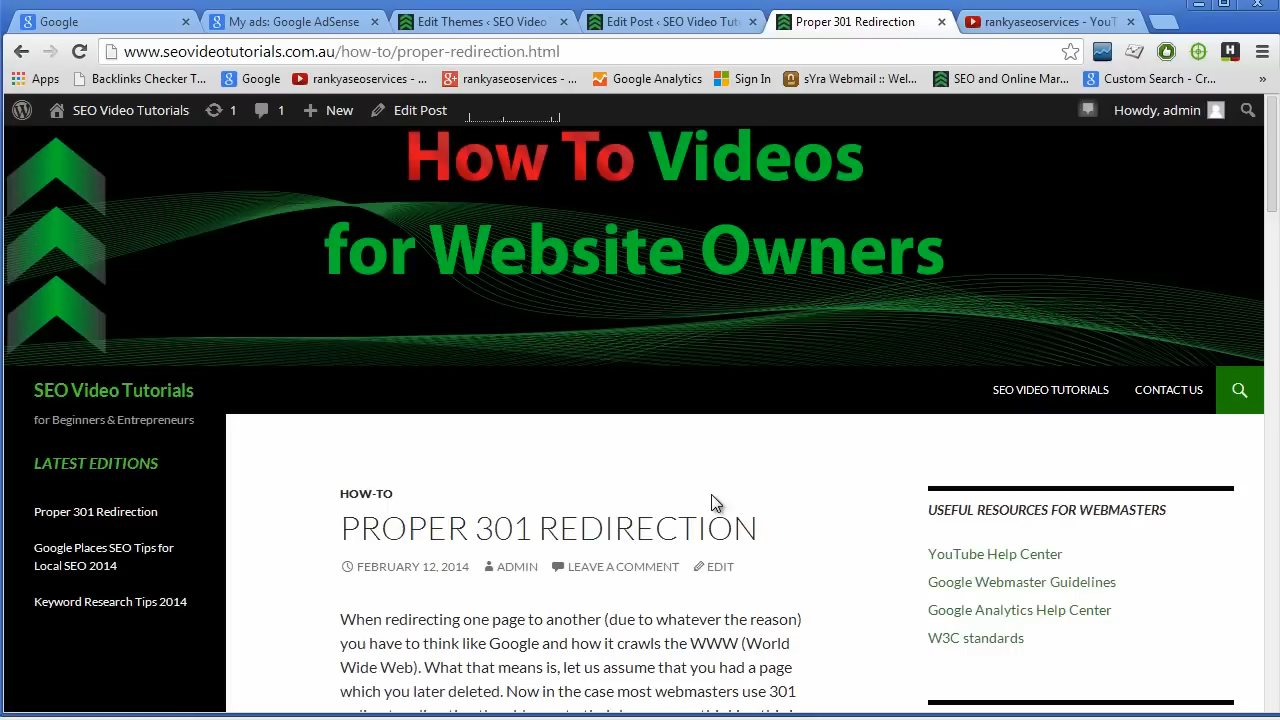 Google
My ads: Google AdSense
Edit Themes ‹ SEO Video
Edit Post ‹ SEO Video Tut
Proper 301 Redirection
rankyaseoservices - YouT
www.seovideotutorials.com.au/how-to/proper-redirection.html
Apps
Backlinks Checker T...
Google
rankyaseoservices - ...
rankyaseoservices - ...
Google Analytics
Sign In
sYra Webmail :: Wel...
SEO and Online Mar...
Custom Search - Cr...
»
SEO Video Tutorials
1
1
New
Edit Post
Howdy, admin
How To Videos
for Website Owners
SEO Video Tutorials
SEO VIDEO TUTORIALS
CONTACT US
for Beginners & Entrepreneurs
LATEST EDITIONS
Proper 301 Redirection
Google Places SEO Tips for
Local SEO 2014
Keyword Research Tips 2014
HOW-TO
PROPER 301 REDIRECTION
FEBRUARY 12, 2014
ADMIN
LEAVE A COMMENT
EDIT
When redirecting one page to another (due to whatever the reason)
you have to think like Google and how it crawls the WWW (World
Wide Web). What that means is, let us assume that you had a page
which you later deleted. Now in the case most webmasters use 301
USEFUL RESOURCES FOR WEBMASTERS
YouTube Help Center
Google Webmaster Guidelines
Google Analytics Help Center
W3C standards